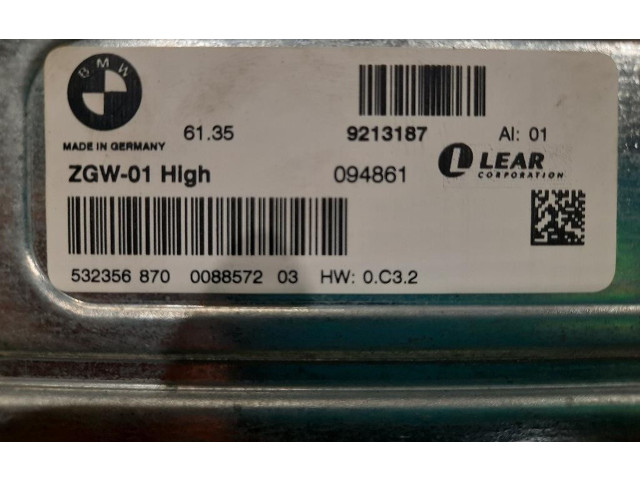 BMW
MADE IN GERMANY
61.35
9213187
AI: 01
ZGW-01 High
094861
LEAR
CORPORATION
532356 870 0088572 03 HW: 0.C3.2